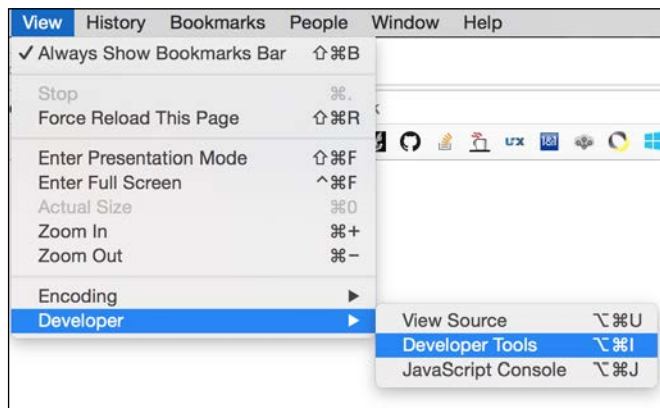 View History Bookmarks People Window Help
✓ Always Show Bookmarks Bar ⇧⌘B
Stop ⌘.
Force Reload This Page ⇧⌘R
Enter Presentation Mode ⇧⌘F
Enter Full Screen ^⌘F
Actual Size ⌘0
Zoom In ⌘+
Zoom Out ⌘−
Encoding ▶
Developer ▶
View Source ⌥⌘U
Developer Tools ⌥⌘I
JavaScript Console ⌥⌘J